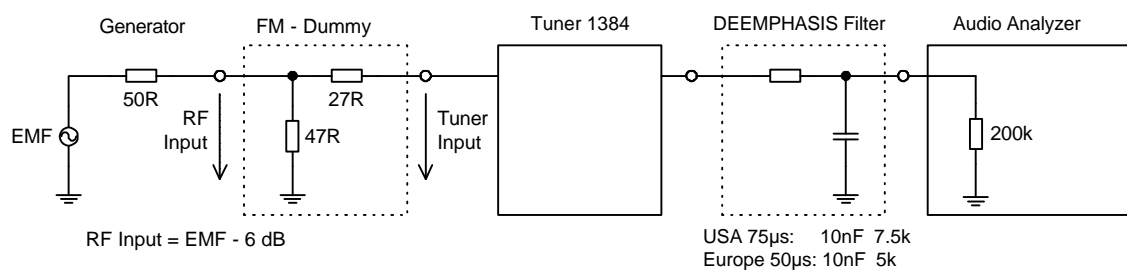 Generator
FM - Dummy
Tuner 1384
DEEMPHASIS Filter
Audio Analyzer
50R
27R
RF
Input
Tuner
Input
EMF
47R
200k
RF Input = EMF - 6 dB
USA 75µs: 10nF 7.5k
Europe 50µs: 10nF 5k